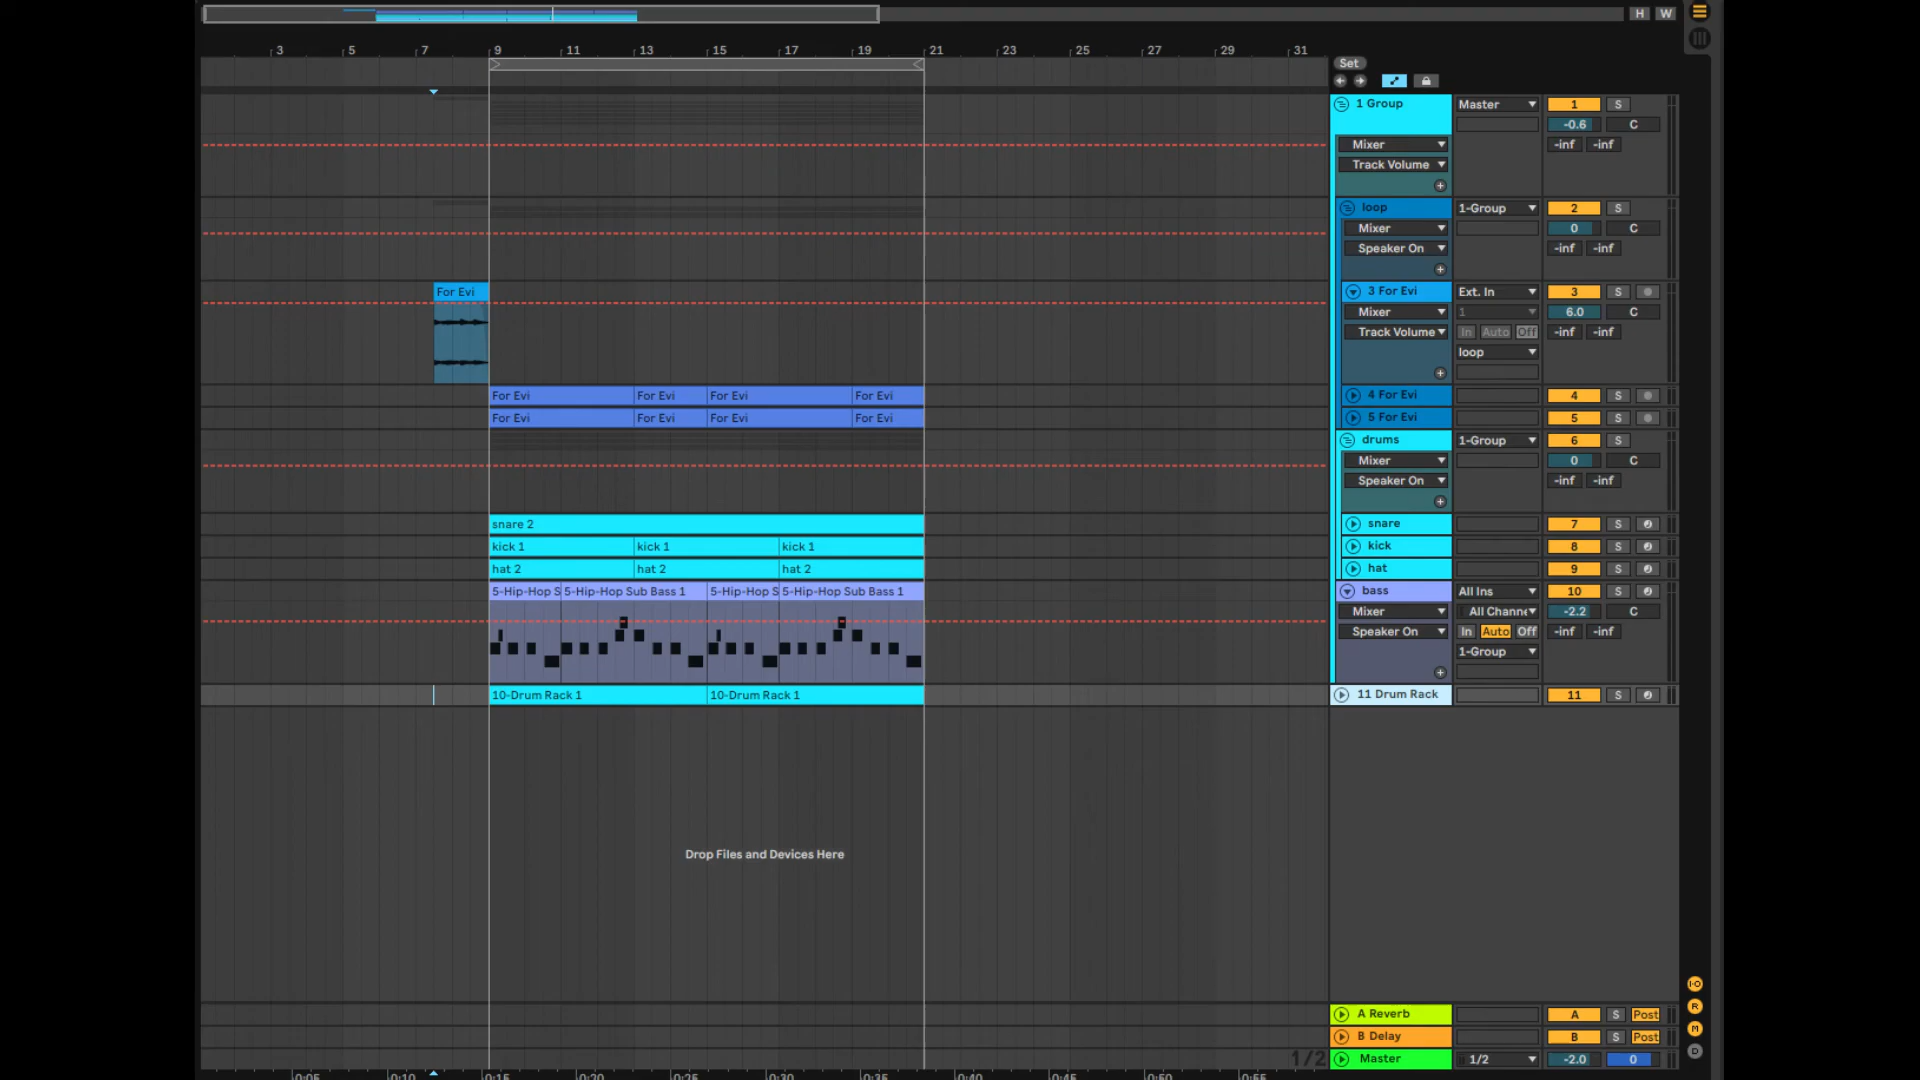 H W
3 5 7 9 11 13 15 17 19 21 23 25 27 29 31
Set
1 Group Master 1 S
-0.6 C
Mixer -inf -inf
Track Volume
loop 1-Group 2 S
Mixer 0 C
Speaker On -inf -inf
For Evi 3 For Evi Ext. In 3 S
Mixer 1 6.0 C
Track Volume In Auto Off -inf -inf
loop
For Evi For Evi For Evi For Evi 4 For Evi 4 S
For Evi For Evi For Evi For Evi 5 For Evi 5 S
drums 1-Group 6 S
Mixer 0 C
Speaker On -inf -inf
snare 2 snare 7 S
kick 1 kick 1 kick 1 kick 8 S
hat 2 hat 2 hat 2 hat 9 S
5-Hip-Hop S 5-Hip-Hop Sub Bass 1 5-Hip-Hop S 5-Hip-Hop Sub Bass 1 bass All Ins 10 S
Mixer All Channe -2.2 C
Speaker On In Auto Off -inf -inf
1-Group
10-Drum Rack 1 10-Drum Rack 1 11 Drum Rack 11 S
Drop Files and Devices Here
I-O
R
M
D
A Reverb A S Post
B Delay B S Post
1/2 Master 1/2 -2.0 0
0:05 0:10 0:15 0:20 0:25 0:30 0:35 0:40 0:45 0:50 0:55